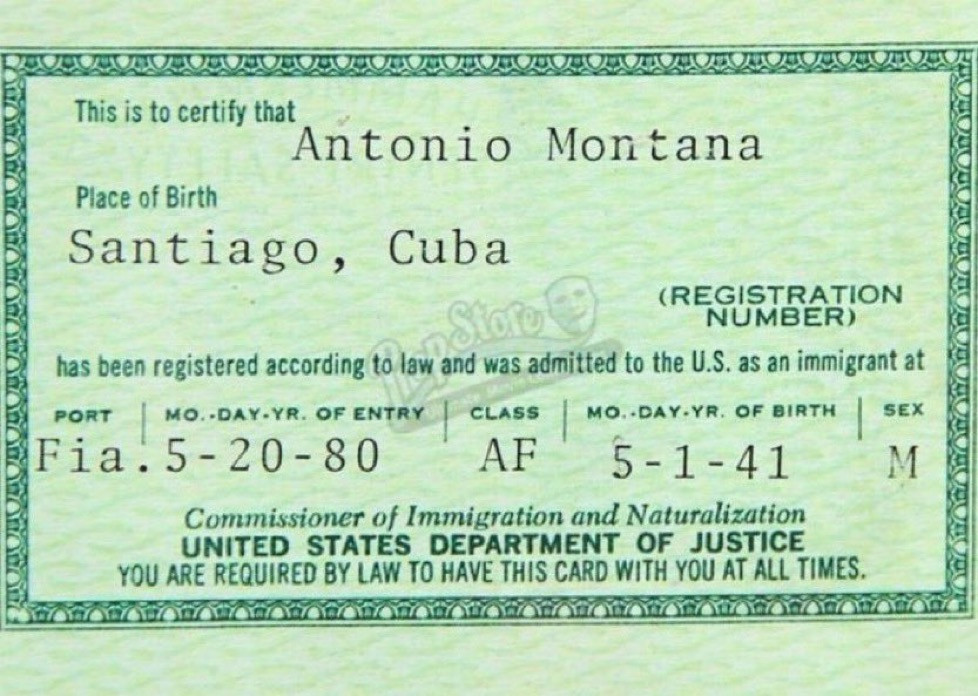 This is to certify that
Antonio Montana
Place of Birth
Santiago, Cuba
(REGISTRATION
NUMBER)
Prop Store
has been registered according to law and was admitted to the U.S. as an immigrant at
PORT MO.-DAY-YR. OF ENTRY CLASS MO.-DAY-YR. OF BIRTH SEX
Fia. 5-20-80 AF 5-1-41 M
Commissioner of Immigration and Naturalization
UNITED STATES DEPARTMENT OF JUSTICE
YOU ARE REQUIRED BY LAW TO HAVE THIS CARD WITH YOU AT ALL TIMES.